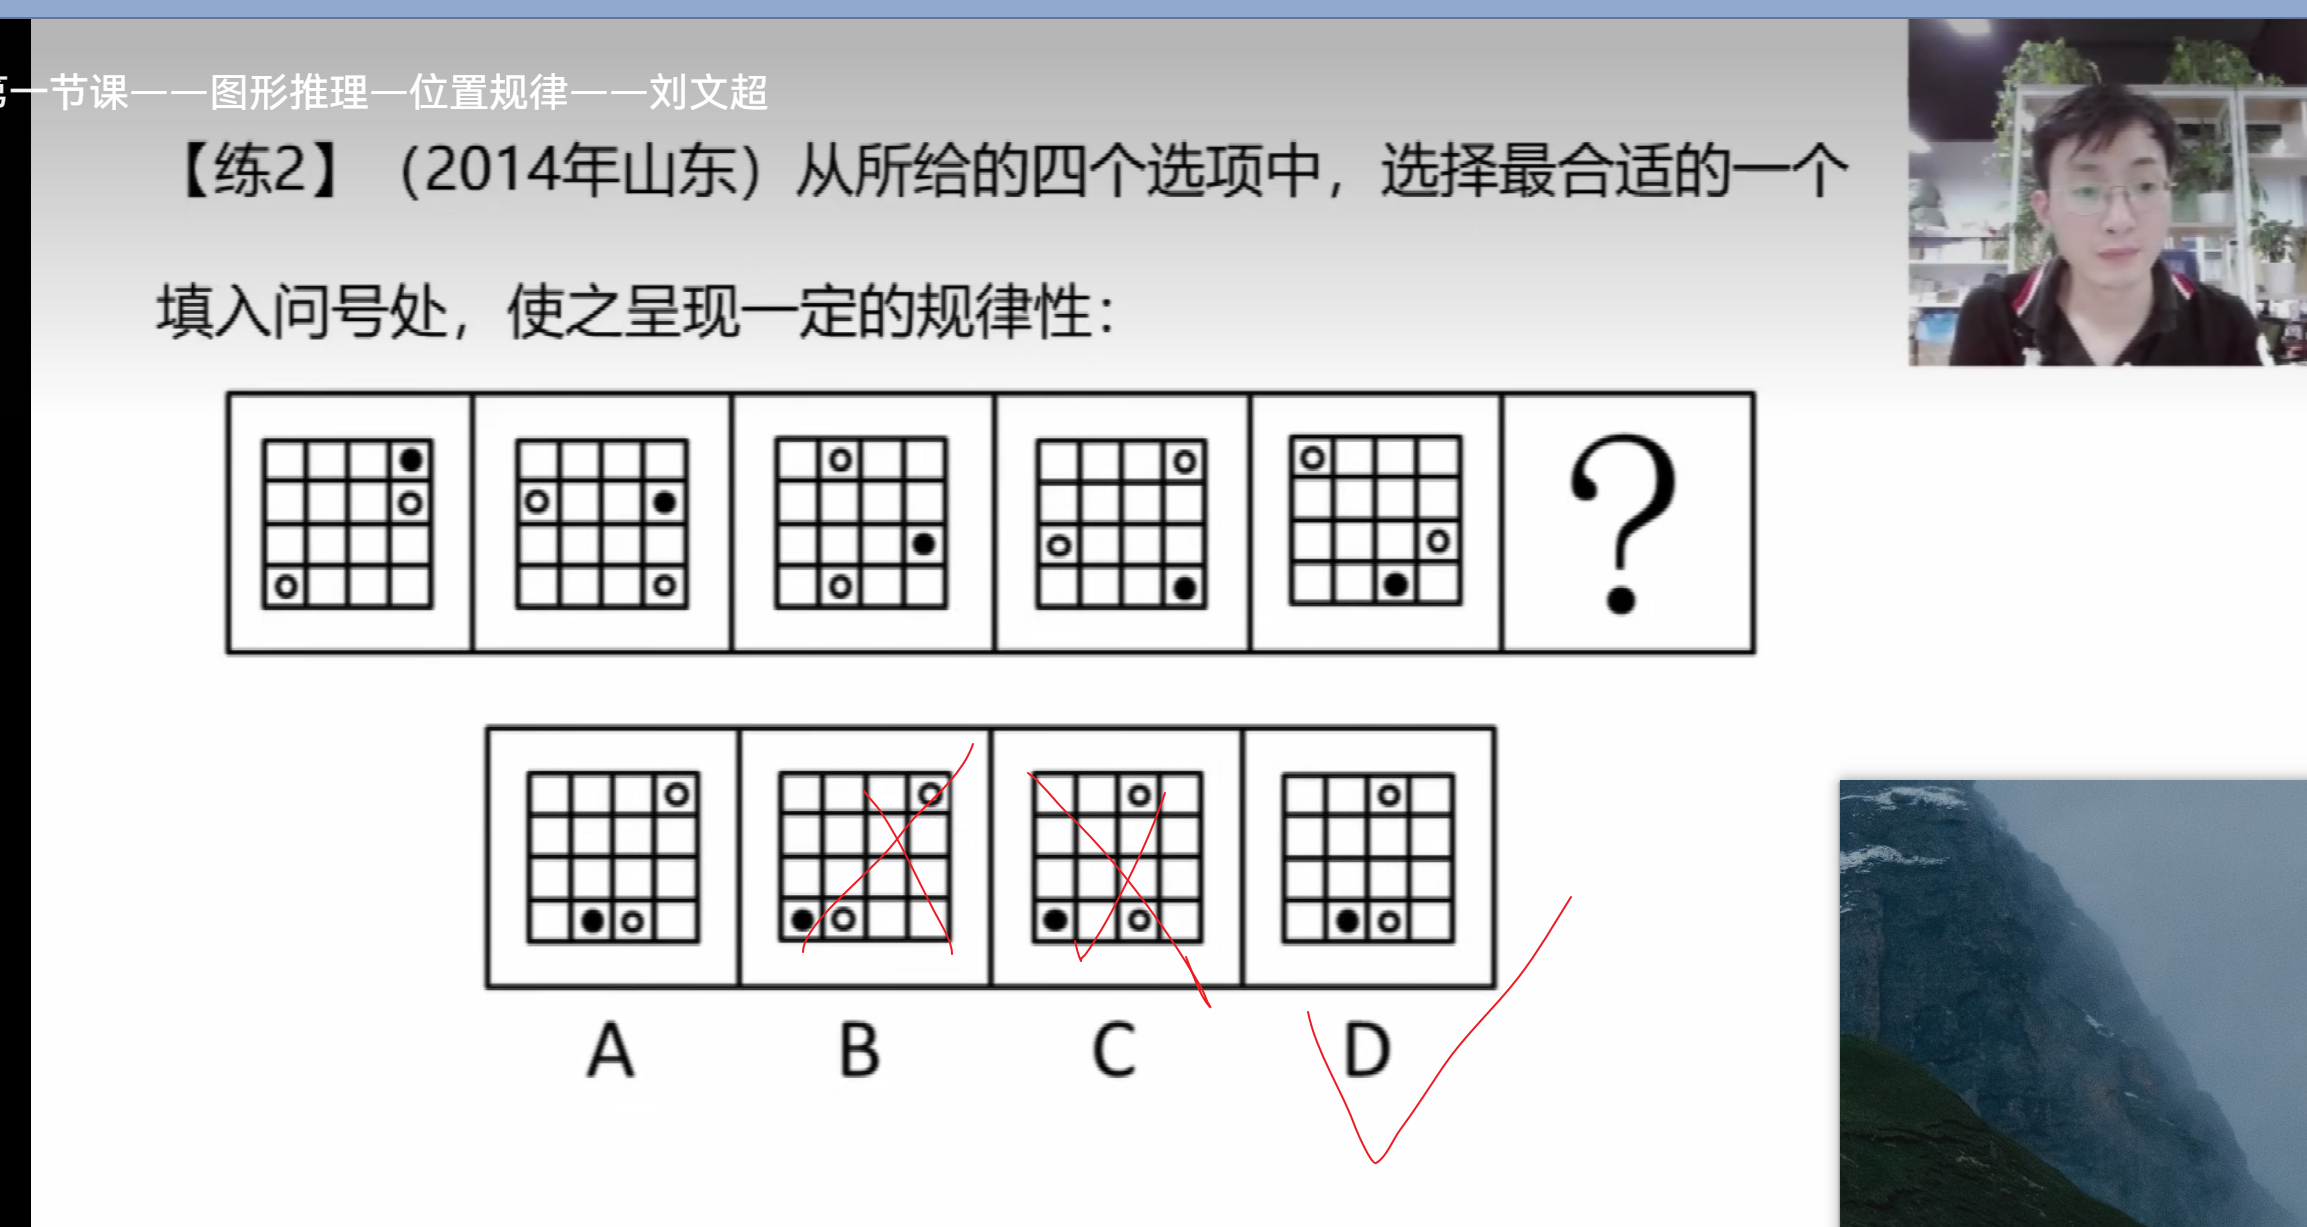 一节课——图形推理—位置规律——刘文超
【练2】（2014年山东）从所给的四个选项中，选择最合适的一个
填入问号处，使之呈现一定的规律性：
?
A B C D